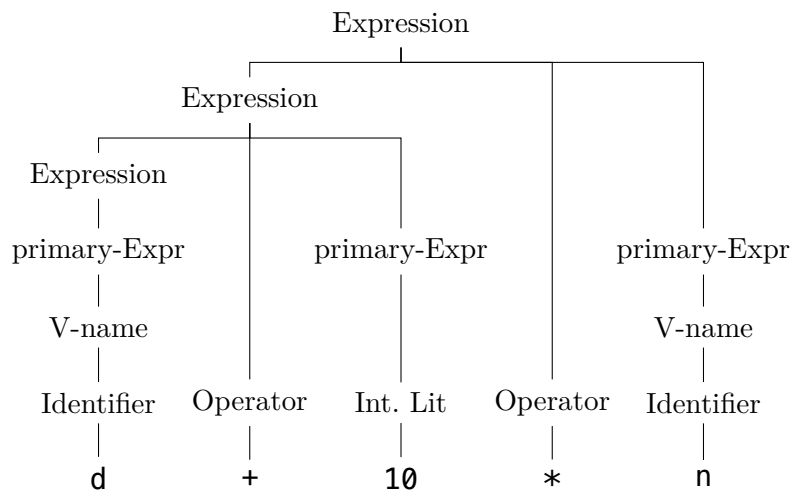 Expression
Expression
Expression
primary-Expr primary-Expr primary-Expr
V-name V-name
Identifier Operator Int. Lit Operator Identifier
d + 10 * n